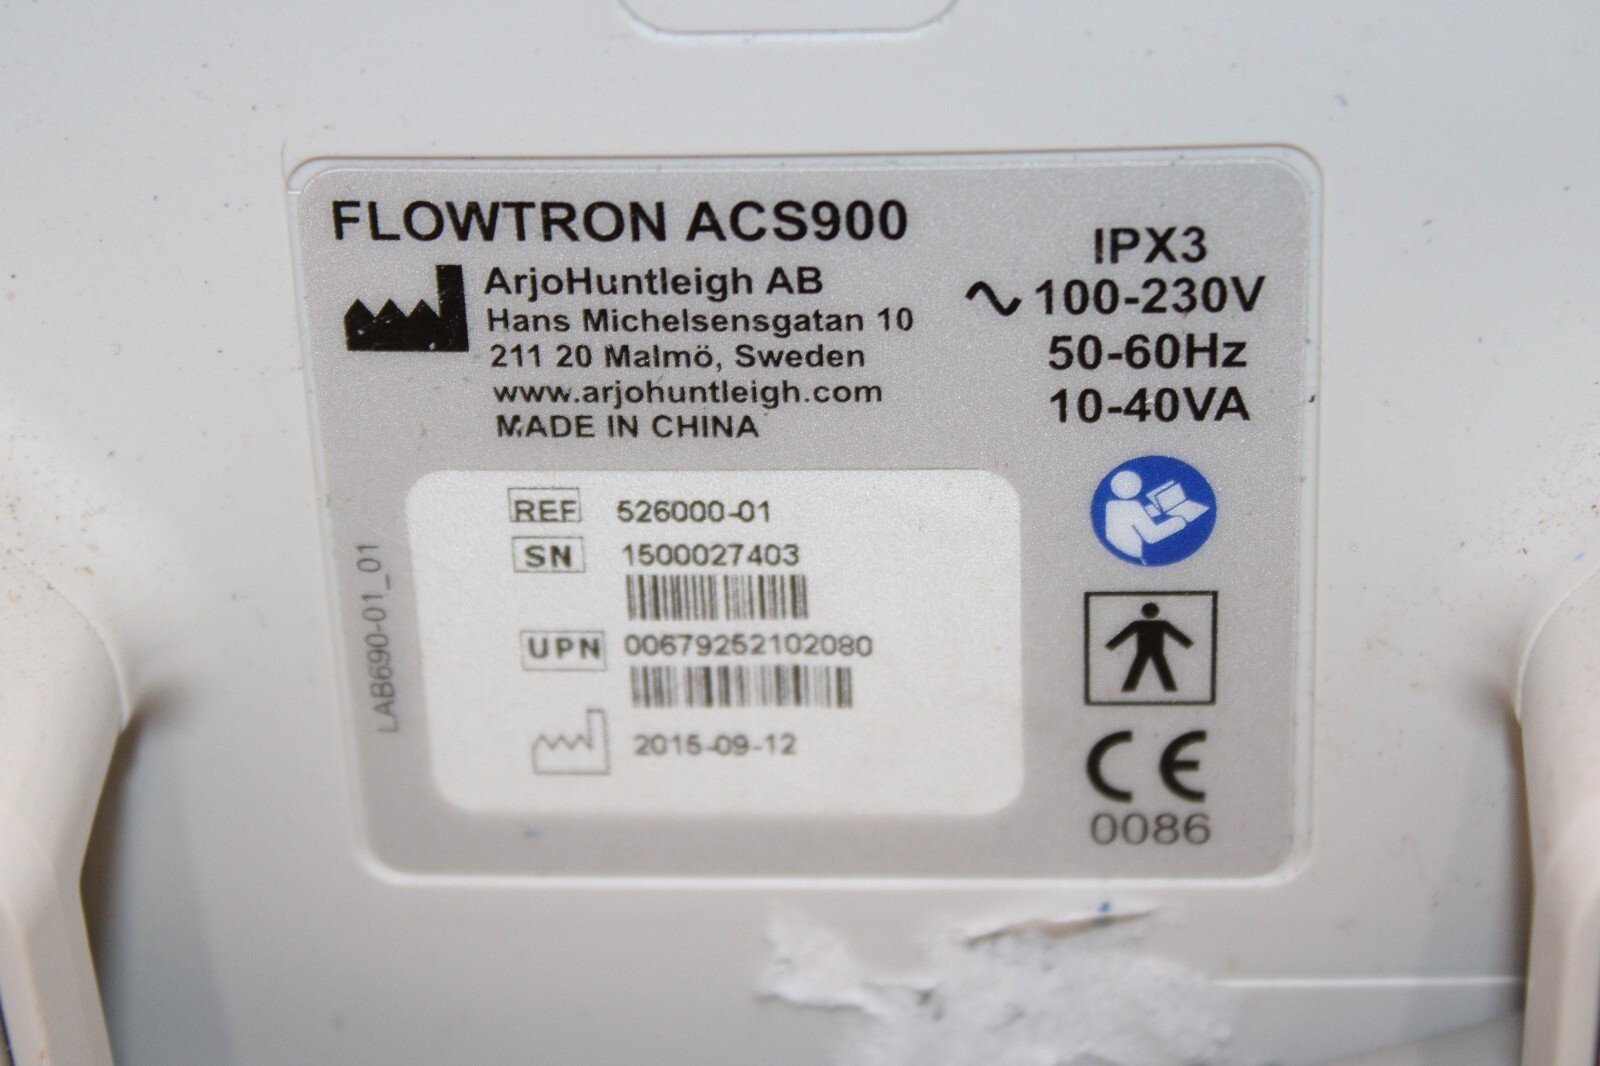 FLOWTRON ACS900
ArjoHuntleigh AB
Hans Michelsensgatan 10
211 20 Malmö, Sweden
www.arjohuntleigh.com
MADE IN CHINA
IPX3
100-230V
50-60Hz
10-40VA
REF 526000-01
SN 1500027403
UPN 00679252102080
2015-09-12
LAB690-01_01
CE
0086